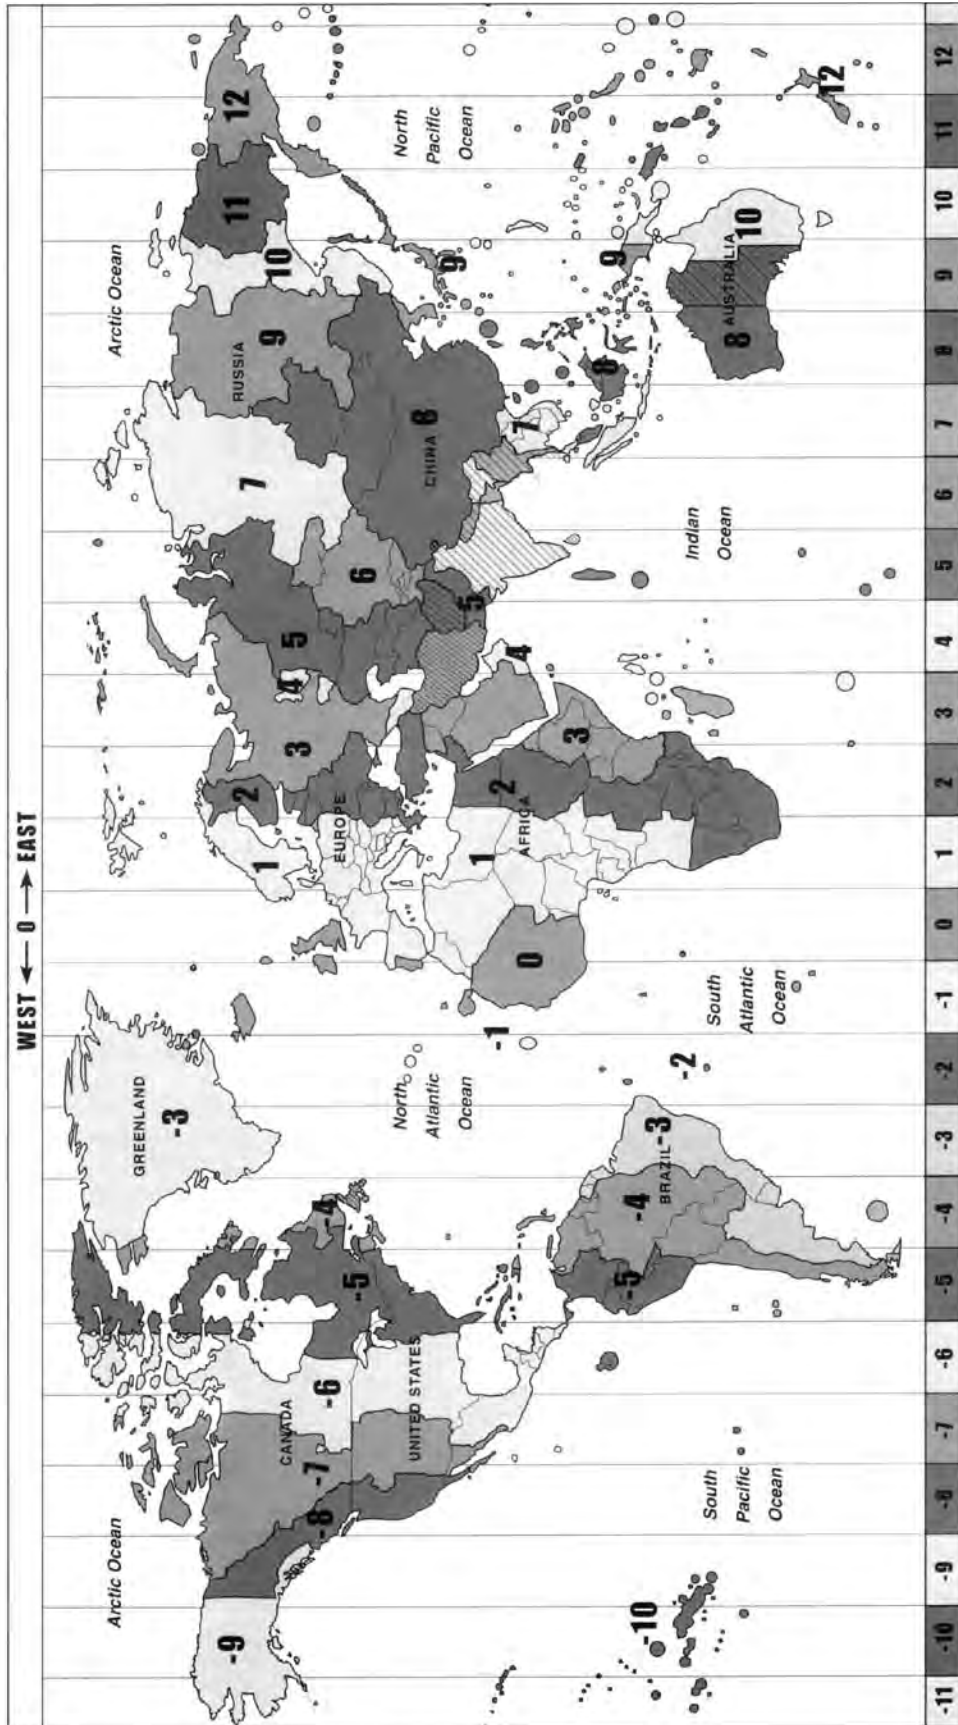 WEST ← 0 → EAST
Arctic Ocean
Arctic Ocean
GREENLAND
-3
-9
-8
-7
CANADA
-6
-5
-4
UNITED STATES
1
2
3
4
5
7
RUSSIA
9
10
11
12
EUROPE
6
CHINA
8
9
North
Atlantic
Ocean
North
Pacific
Ocean
-1
0
1
AFRICA
2
3
4
5
7
8
9
-10
-5
-4
BRAZIL
-3
-2
South
Pacific
Ocean
South
Atlantic
Ocean
Indian
Ocean
8
AUSTRALIA
10
12
-11 -10 -9 -8 -7 -6 -5 -4 -3 -2 -1 0 1 2 3 4 5 6 7 8 9 10 11 12